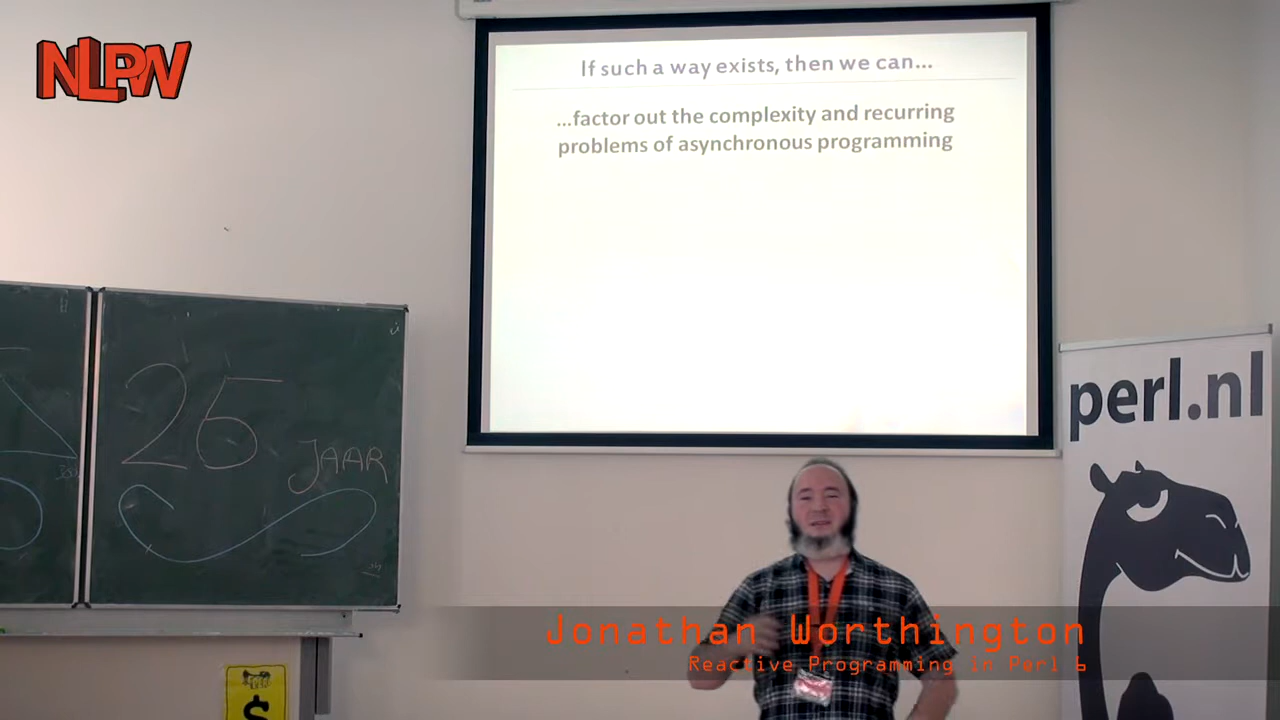 NLPW
If such a way exists, then we can...
...factor out the complexity and recurring
problems of asynchronous programming
25
JAAR
perl.nl
Jonathan Worthington
Reactive Programming in Perl 6
$